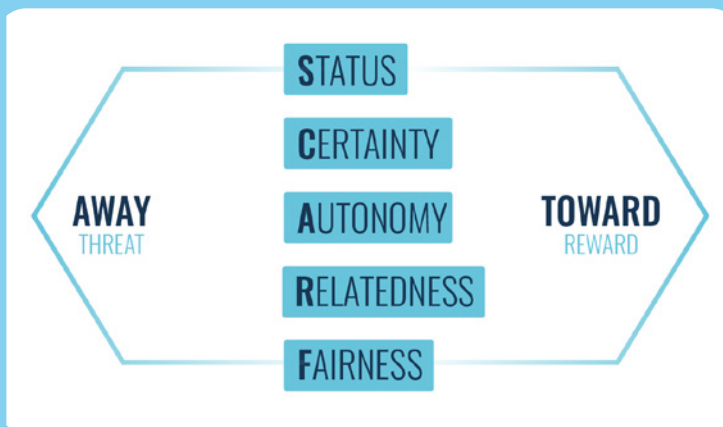 STATUS
CERTAINTY
AUTONOMY
RELATEDNESS
FAIRNESS
AWAY
THREAT
TOWARD
REWARD